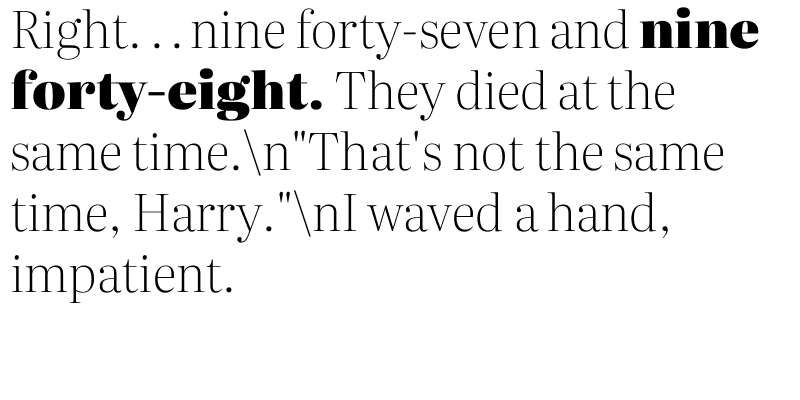 Right. . . nine forty-seven and nine
forty-eight. They died at the
same time.\n"That's not the same
time, Harry."\nI waved a hand,
impatient.